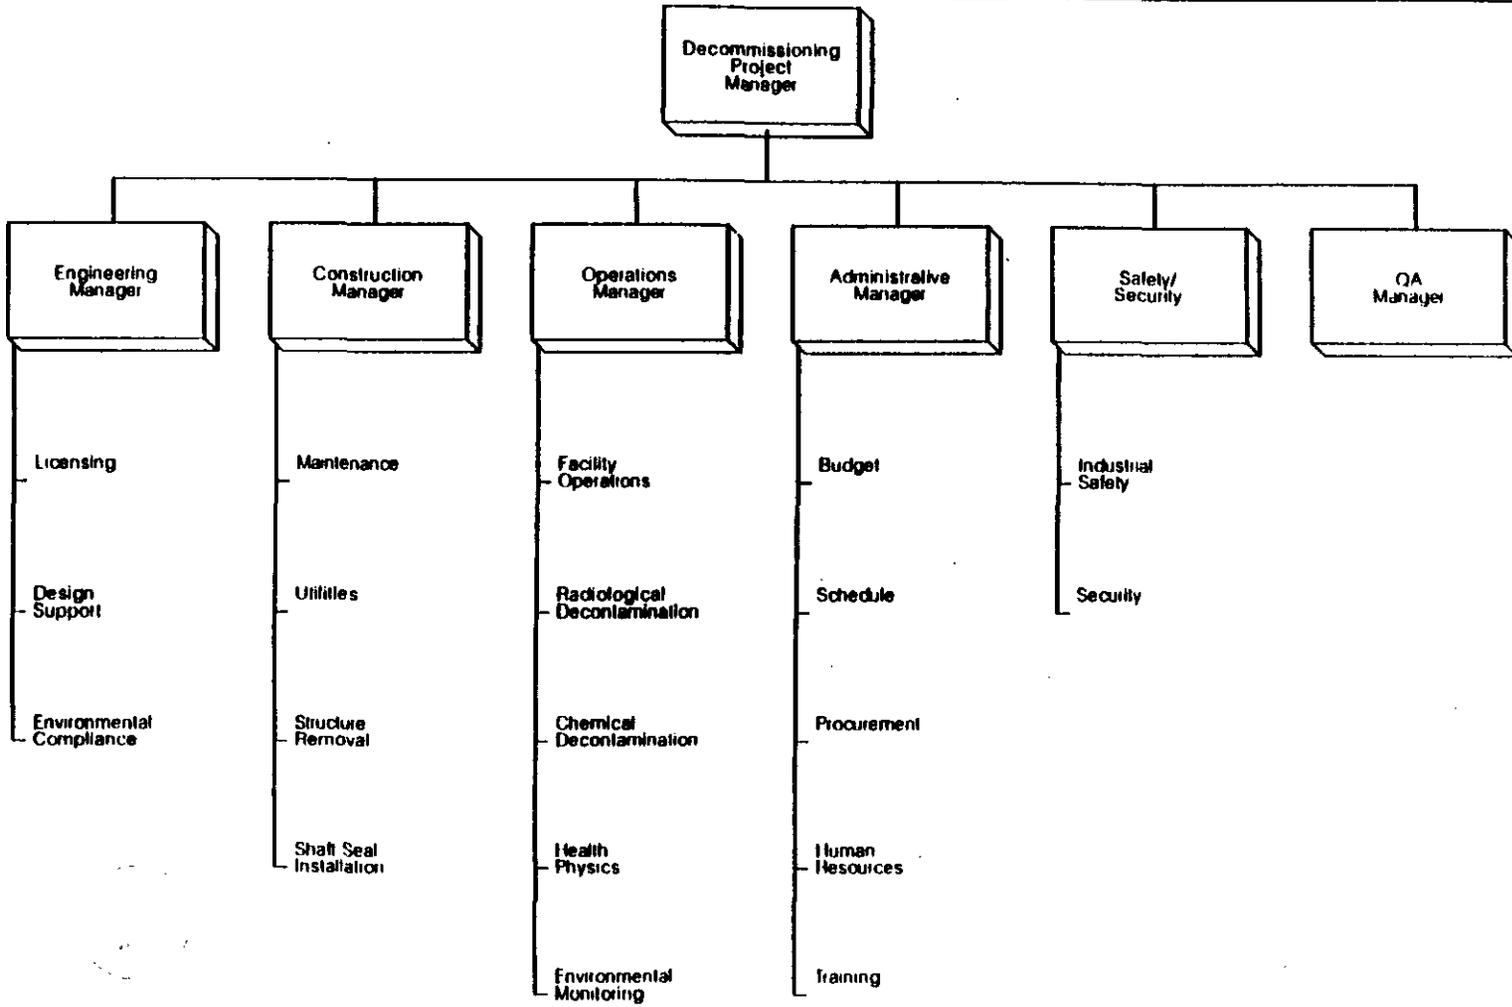 Decommissioning
Project
Manager
Engineering
Manager
Construction
Manager
Operations
Manager
Administrative
Manager
Safety/
Security
QA
Manager
Licensing
Design
Support
Environmental
Compliance
Maintenance
Utilities
Structure
Removal
Shaft Seal
Installation
Facility
Operations
Radiological
Decontamination
Chemical
Decontamination
Health
Physics
Environmental
Monitoring
Budget
Schedule
Procurement
Human
Resources
Training
Industrial
Safety
Security